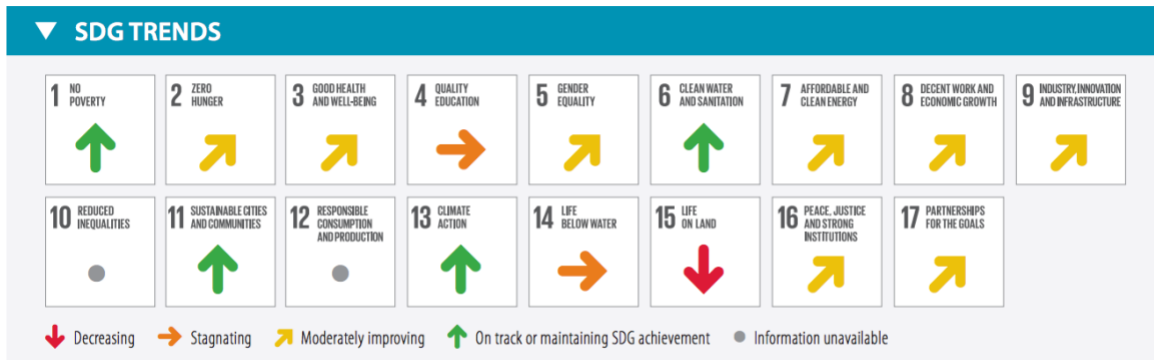 SDG TRENDS
1 NO
POVERTY
2 ZERO
HUNGER
3 GOOD HEALTH
AND WELL-BEING
4 QUALITY
EDUCATION
5 GENDER
EQUALITY
6 CLEAN WATER
AND SANITATION
7 AFFORDABLE AND
CLEAN ENERGY
8 DECENT WORK AND
ECONOMIC GROWTH
9 INDUSTRY, INNOVATION
AND INFRASTRUCTURE
10 REDUCED
INEQUALITIES
11 SUSTAINABLE CITIES
AND COMMUNITIES
12 RESPONSIBLE
CONSUMPTION
AND PRODUCTION
13 CLIMATE
ACTION
14 LIFE
BELOW WATER
15 LIFE
ON LAND
16 PEACE, JUSTICE
AND STRONG
INSTITUTIONS
17 PARTNERSHIPS
FOR THE GOALS
Decreasing Stagnating Moderately improving On track or maintaining SDG achievement Information unavailable